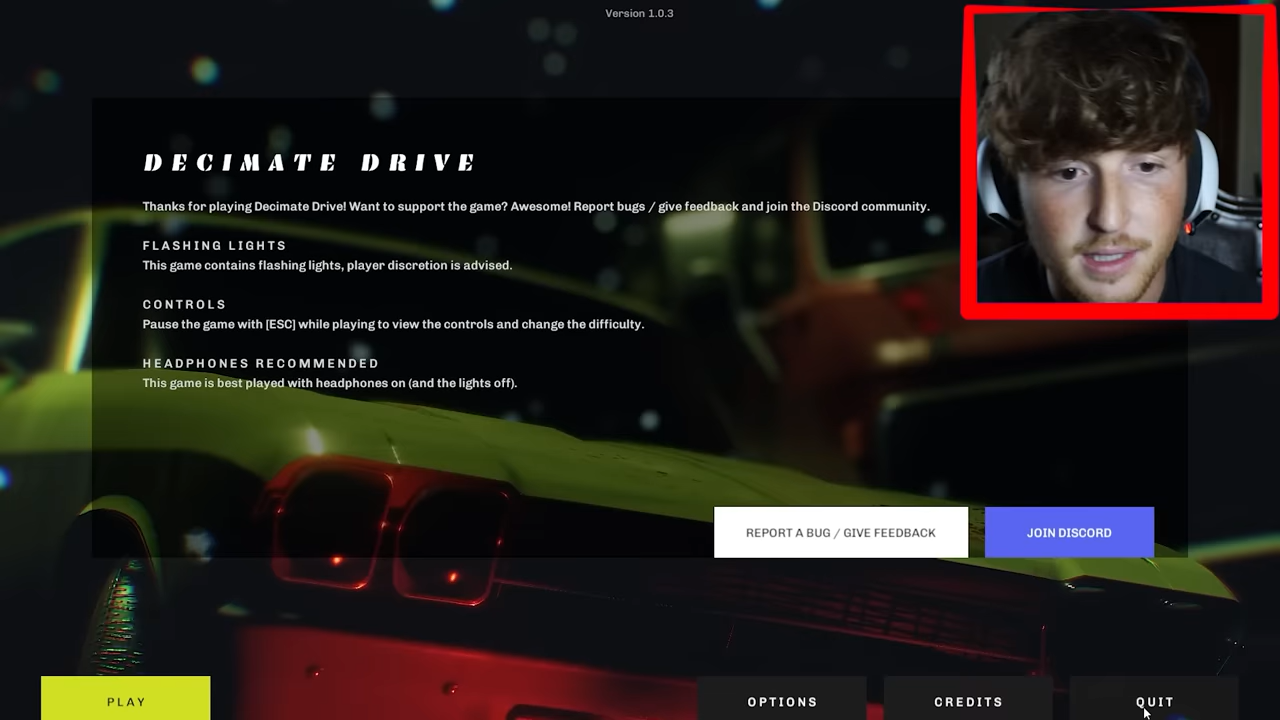 Version 1.0.3
DECIMATE DRIVE
Thanks for playing Decimate Drive! Want to support the game? Awesome! Report bugs / give feedback and join the Discord community.
FLASHING LIGHTS
This game contains flashing lights, player discretion is advised.
CONTROLS
Pause the game with [ESC] while playing to view the controls and change the difficulty.
HEADPHONES RECOMMENDED
This game is best played with headphones on (and the lights off).
REPORT A BUG / GIVE FEEDBACK
JOIN DISCORD
PLAY
OPTIONS
CREDITS
QUIT